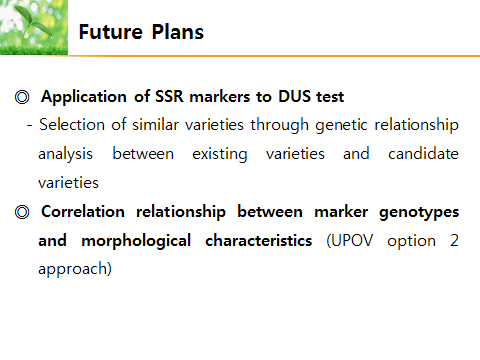 Future Plans
◎ Application of SSR markers to DUS test
- Selection of similar varieties through genetic relationship
analysis between existing varieties and candidate
varieties
◎ Correlation relationship between marker genotypes
and morphological characteristics (UPOV option 2
approach)